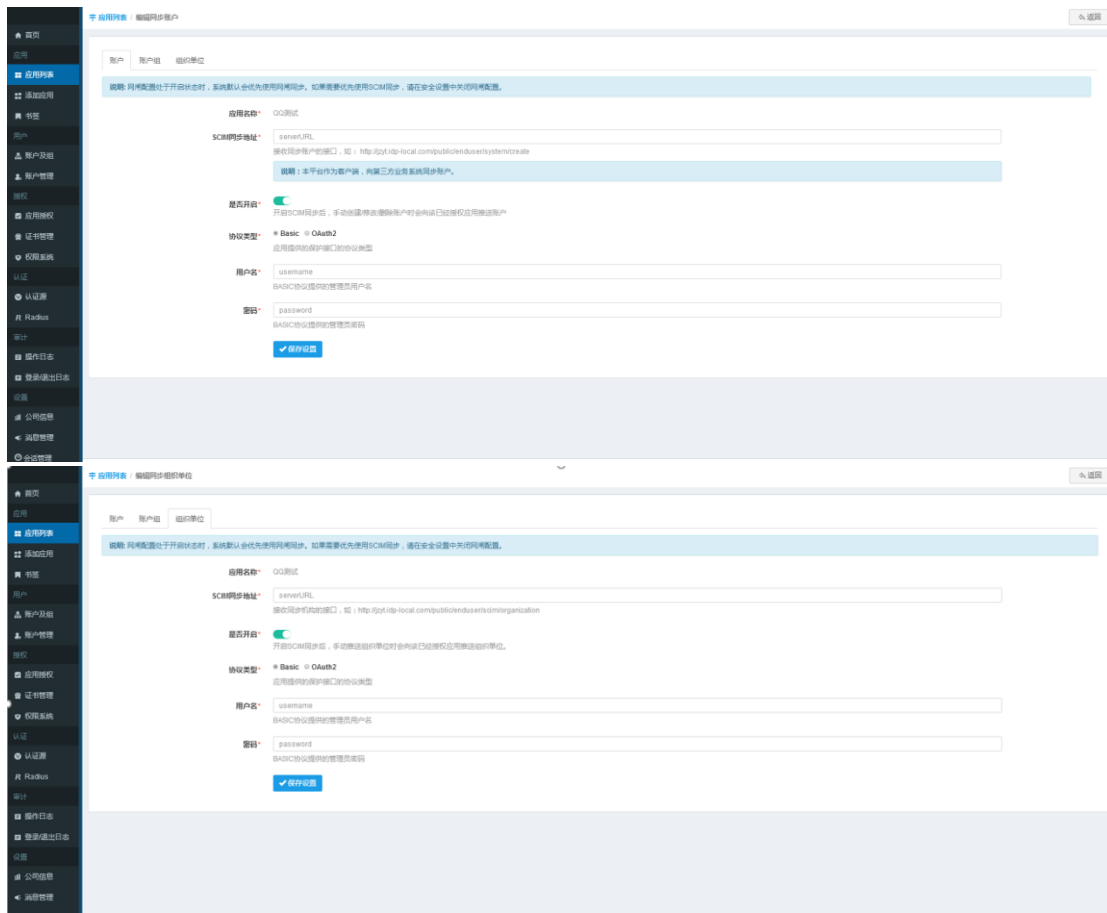 应用列表 / 编辑同步账户
返回
首页
应用
应用列表
添加应用
书签
用户
账户及组
账户管理
授权
应用授权
证书管理
权限系统
认证
认证源
Radius
审计
操作日志
登录/退出日志
设置
公司信息
消息管理
会话管理
账户 账户组 组织单位
说明: 网闸配置处于开启状态时，系统默认会优先使用网闸同步。如果需要优先使用SCIM同步，请在安全设置中关闭网闸配置。
应用名称* QQ测试
SCIM同步地址* serverURL
接收同步账户的接口，如： http://jzyt.idp-local.com/public/enduser/system/create
说明：本平台作为客户端，向第三方业务系统同步账户。
是否开启*
开启SCIM同步后，手动创建/修改/删除账户时会向该已经授权应用推送账户
协议类型* Basic OAuth2
应用提供的保护接口的协议类型
用户名* username
BASIC协议提供的管理员用户名
密码* password
BASIC协议提供的管理员密码
保存设置
应用列表 / 编辑同步组织单位
返回
首页
应用
应用列表
添加应用
书签
用户
账户及组
账户管理
授权
应用授权
证书管理
权限系统
认证
认证源
Radius
审计
操作日志
登录/退出日志
设置
公司信息
消息管理
账户 账户组 组织单位
说明: 网闸配置处于开启状态时，系统默认会优先使用网闸同步。如果需要优先使用SCIM同步，请在安全设置中关闭网闸配置。
应用名称* QQ测试
SCIM同步地址* serverURL
接收同步机构的接口，如：http://jzyt.idp-local.com/public/enduser/scim/organization
是否开启*
开启SCIM同步后，手动推送组织单位时会向该已经授权应用推送组织单位。
协议类型* Basic OAuth2
应用提供的保护接口的协议类型
用户名* username
BASIC协议提供的管理员用户名
密码* password
BASIC协议提供的管理员密码
保存设置